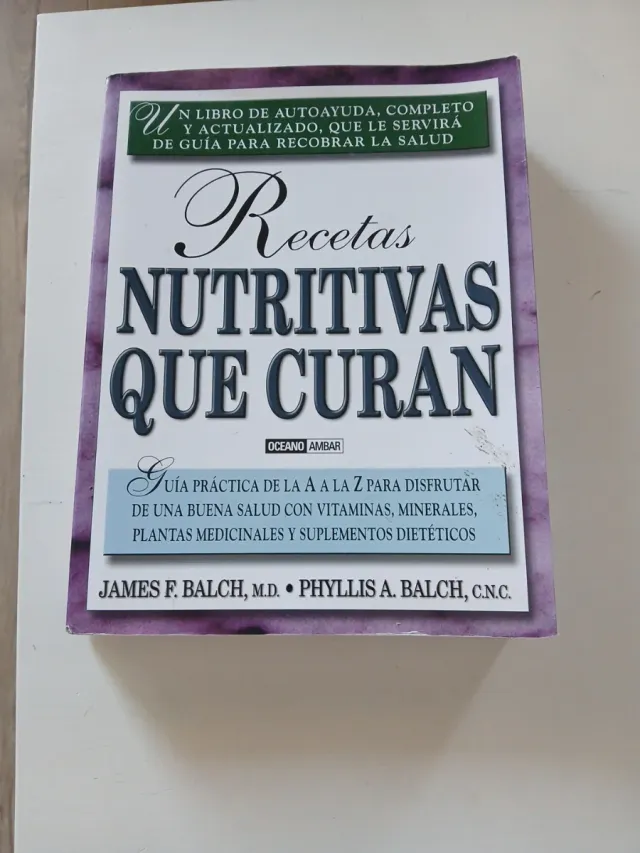 UN LIBRO DE AUTOAYUDA, COMPLETO
Y ACTUALIZADO, QUE LE SERVIRÁ
DE GUÍA PARA RECOBRAR LA SALUD
Recetas
NUTRITIVAS
QUE CURAN
OCEANO AMBAR
GUÍA PRÁCTICA DE LA A A LA Z PARA DISFRUTAR
DE UNA BUENA SALUD CON VITAMINAS, MINERALES,
PLANTAS MEDICINALES Y SUPLEMENTOS DIETÉTICOS
JAMES F. BALCH, M.D. • PHYLLIS A. BALCH, C.N.C.